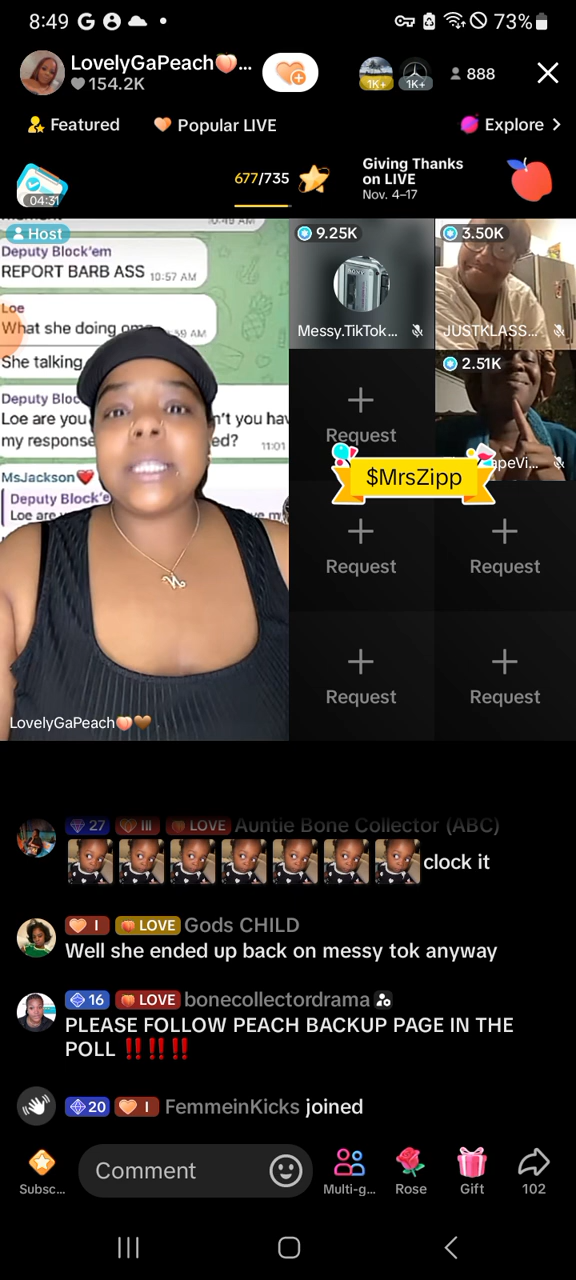 8:49
73%
LovelyGaPeach🍑...
154.2K
1K+
1K+
888
Featured
Popular LIVE
Explore
04:31
677/735
Giving Thanks
on LIVE
Nov. 4–17
Host
Deputy Block'em
REPORT BARB ASS 10:57 AM
Loe
What she doing
She talking
Deputy Bloc
Loe are you n't you hav
my response ed? 11:01
MsJackson❤
Deputy Block'e
Loe are
LovelyGaPeach🍑🤎
9.25K
Messy.TikTok...
3.50K
JUSTKLASS...
2.51K
apeVi...
Request
$MrsZipp
Request
Request
Request
Request
27 III LOVE Auntie Bone Collector (ABC)
clock it
I LOVE Gods CHILD
Well she ended up back on messy tok anyway
16 LOVE bonecollectordrama
PLEASE FOLLOW PEACH BACKUP PAGE IN THE
POLL ‼️‼️‼️
20 I FemmeinKicks joined
Comment
Subsc...
Multi-g...
Rose
Gift
102